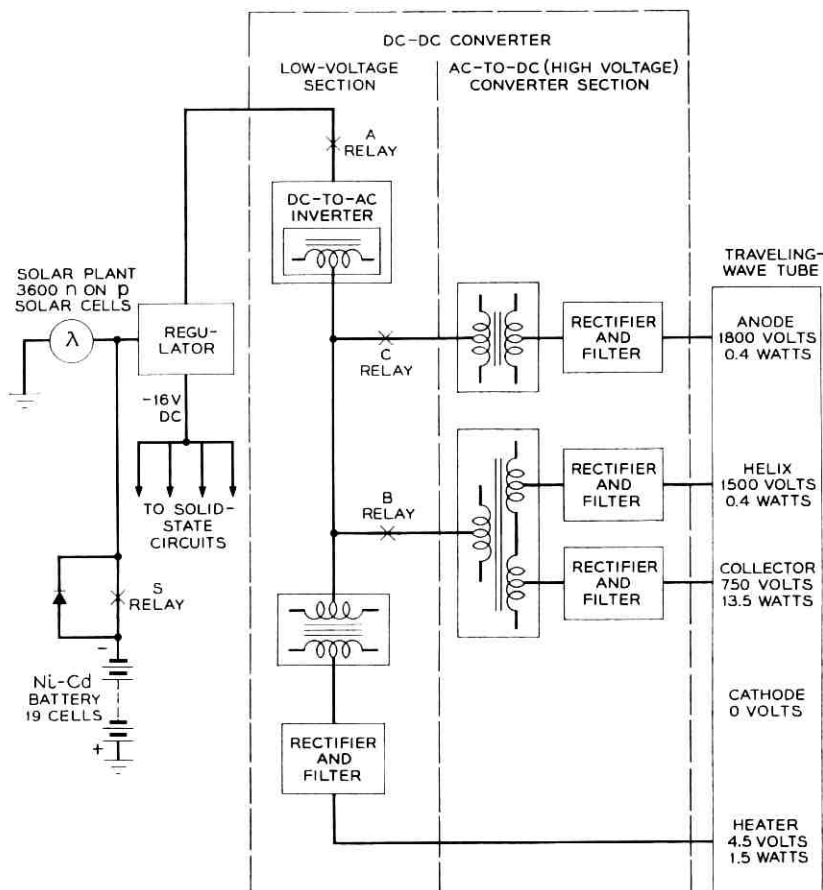 DC-DC CONVERTER
LOW-VOLTAGE
SECTION
AC-TO-DC (HIGH VOLTAGE)
CONVERTER SECTION
A
RELAY
DC-TO-AC
INVERTER
SOLAR PLANT
3600 n ON p
SOLAR CELLS
λ
REGU-
LATOR
-16V
DC
TO SOLID-
STATE
CIRCUITS
S
RELAY
-
Ni-Cd
BATTERY
19 CELLS
+
C
RELAY
B
RELAY
RECTIFIER
AND
FILTER
RECTIFIER
AND
FILTER
RECTIFIER
AND
FILTER
RECTIFIER
AND
FILTER
TRAVELING-
WAVE TUBE
ANODE
1800 VOLTS
0.4 WATTS
HELIX
1500 VOLTS
0.4 WATTS
COLLECTOR
750 VOLTS
13.5 WATTS
CATHODE
0 VOLTS
HEATER
4.5 VOLTS
1.5 WATTS